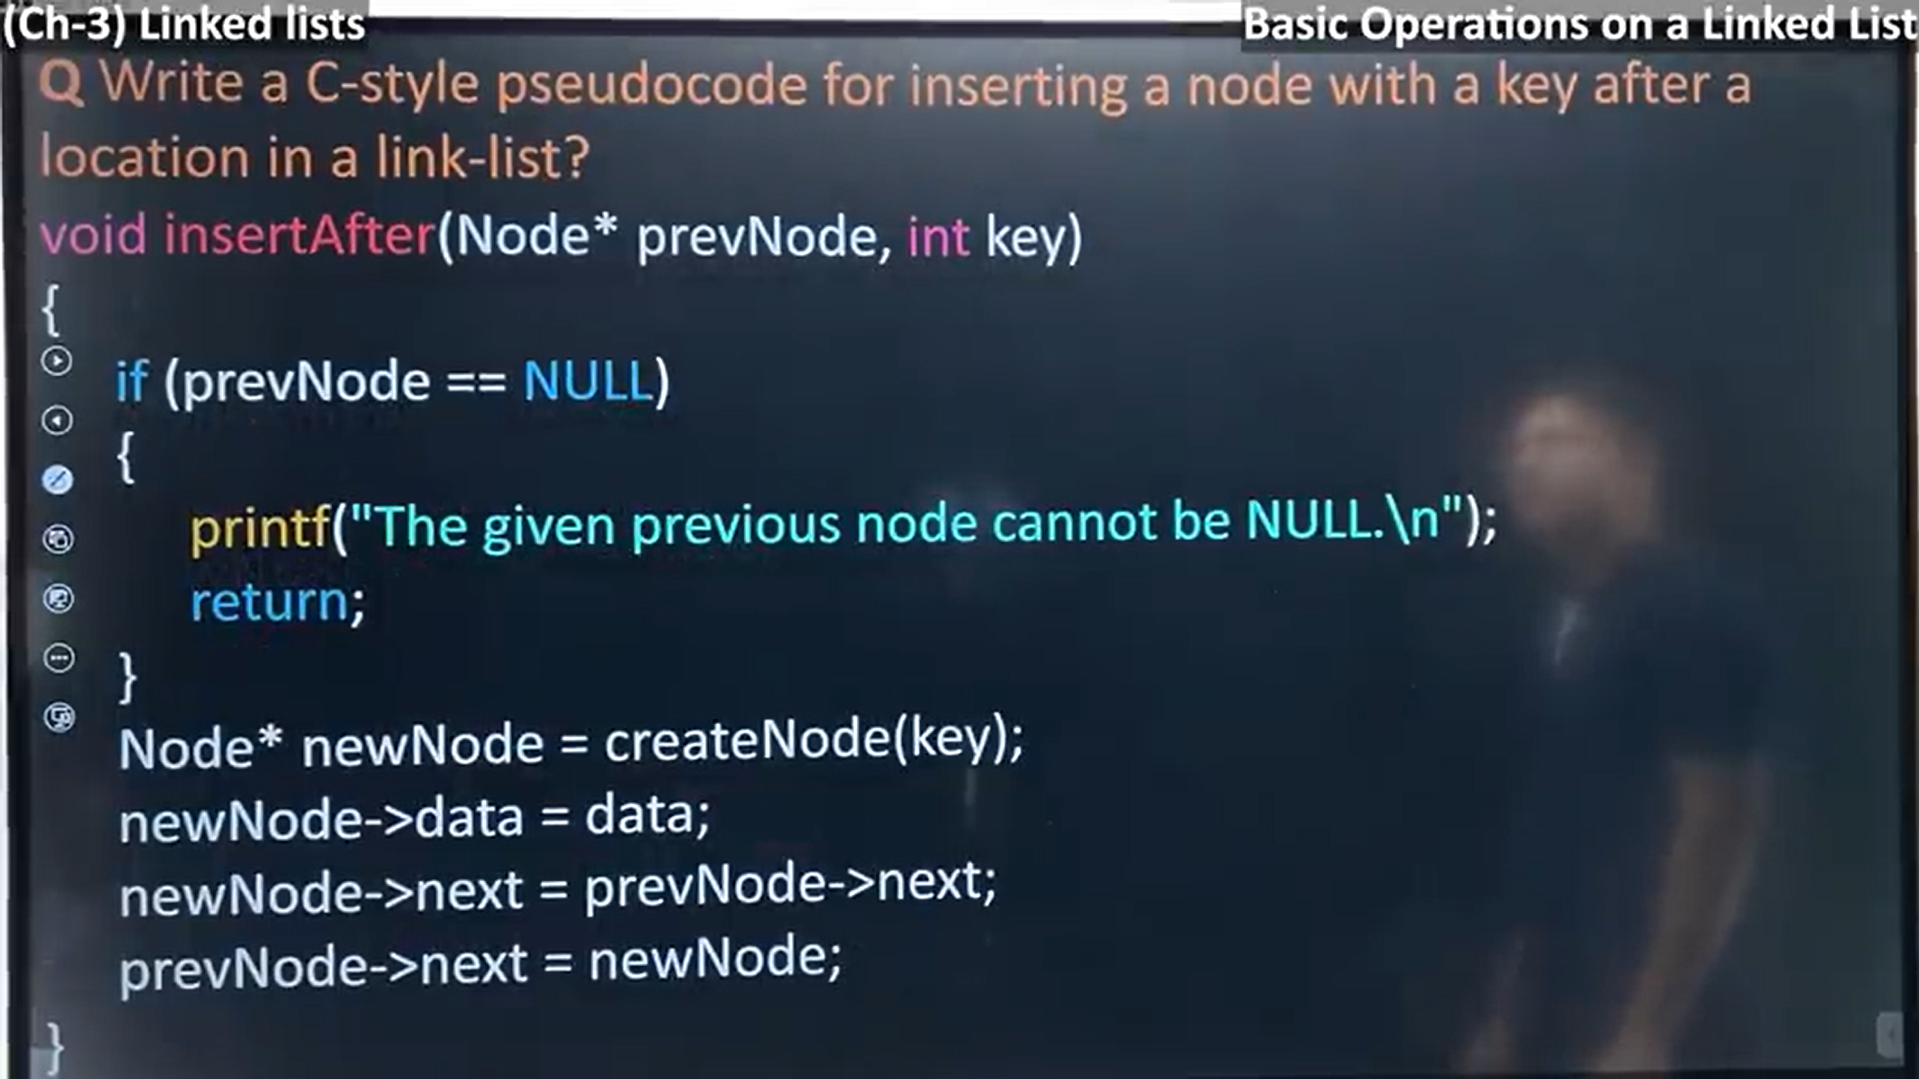 (Ch-3) Linked lists
Basic Operations on a Linked List
Q Write a C-style pseudocode for inserting a node with a key after a
location in a link-list?
void insertAfter(Node* prevNode, int key)
{
if (prevNode == NULL)
{
printf("The given previous node cannot be NULL.\n");
return;
}
Node* newNode = createNode(key);
newNode->data = data;
newNode->next = prevNode->next;
prevNode->next = newNode;
}